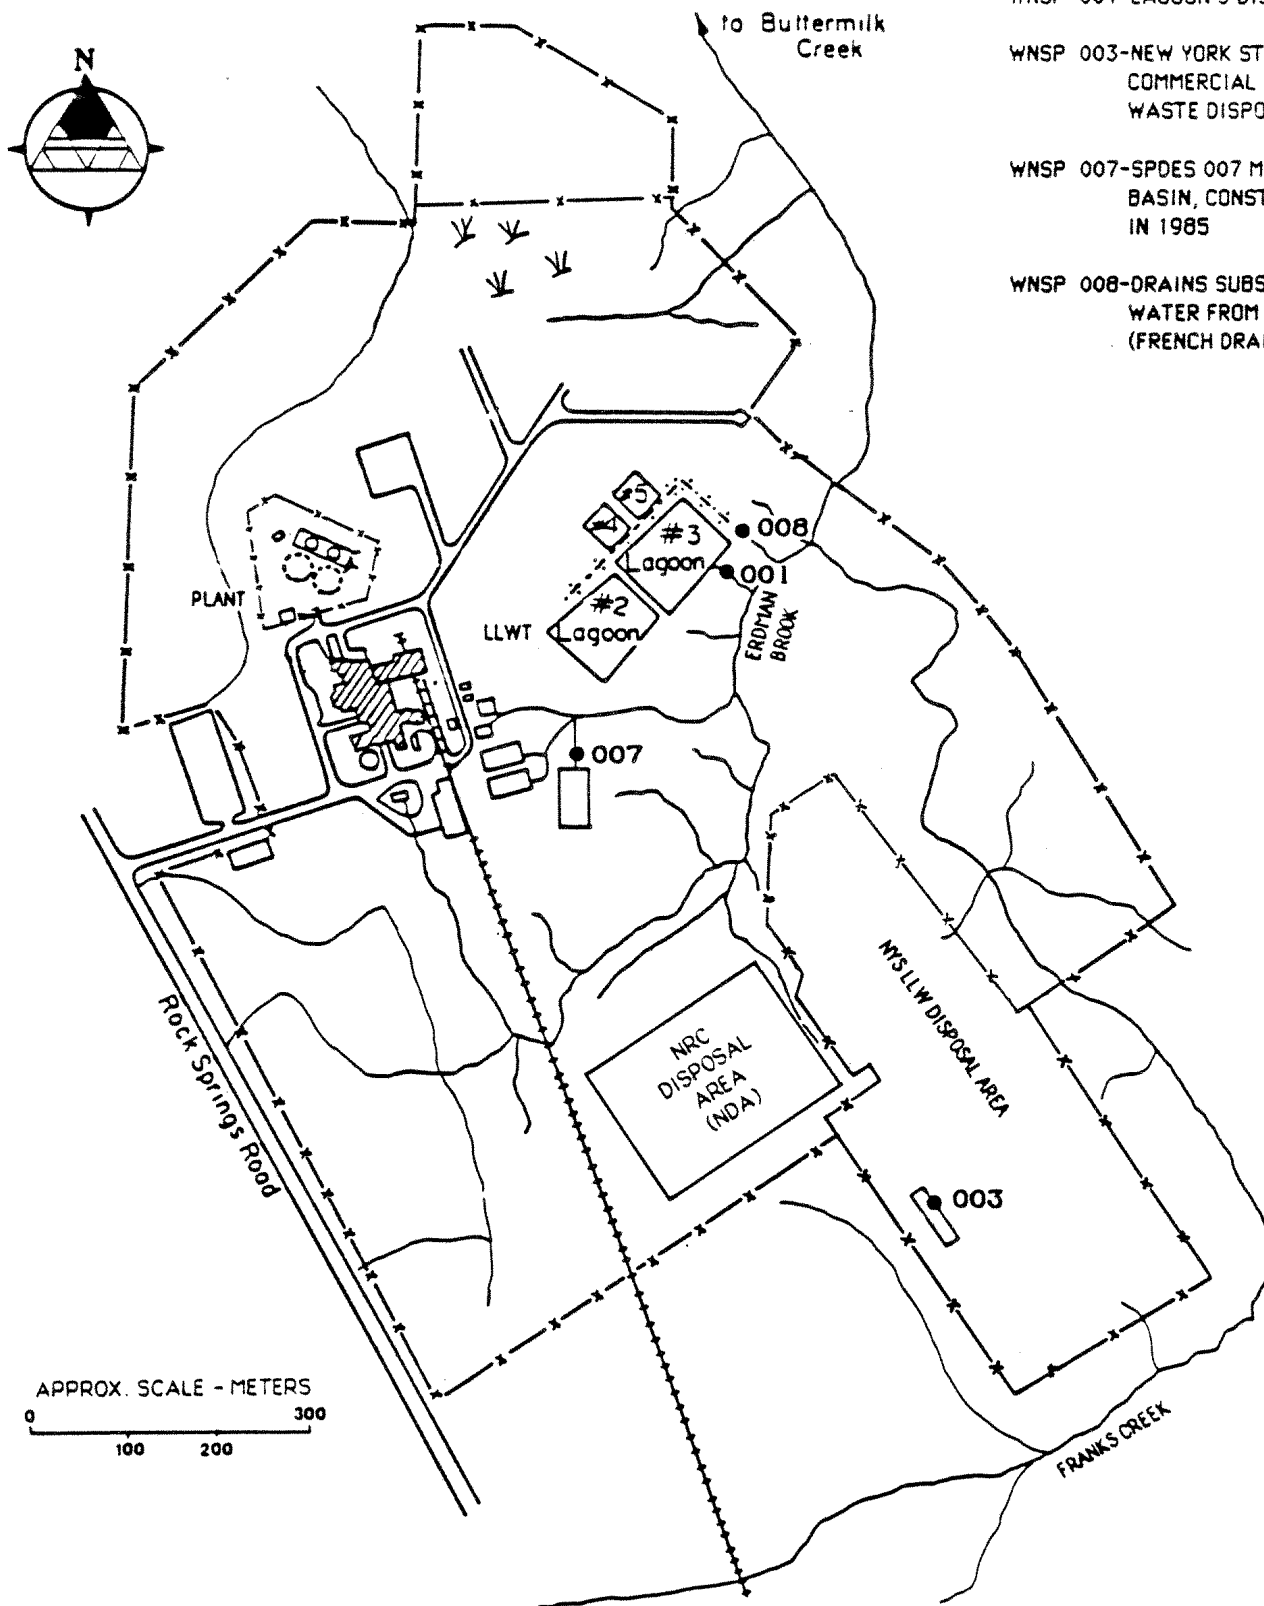 N
to Buttermilk
Creek
WNSP 003-NEW YORK ST
COMMERCIAL
WASTE DISPO
WNSP 007-SPDES 007 M
BASIN, CONST
IN 1985
WNSP 008-DRAINS SUBS
WATER FROM
(FRENCH DRAI
#5
#4
#3
Lagoon
008
001
#2
Lagoon
PLANT
LLWT
ERDMAN
BROOK
007
NYS LLW DISPOSAL AREA
NRC
DISPOSAL
AREA
(NDA)
Rock Springs Road
003
APPROX. SCALE - METERS
0 300
100 200
FRANKS CREEK